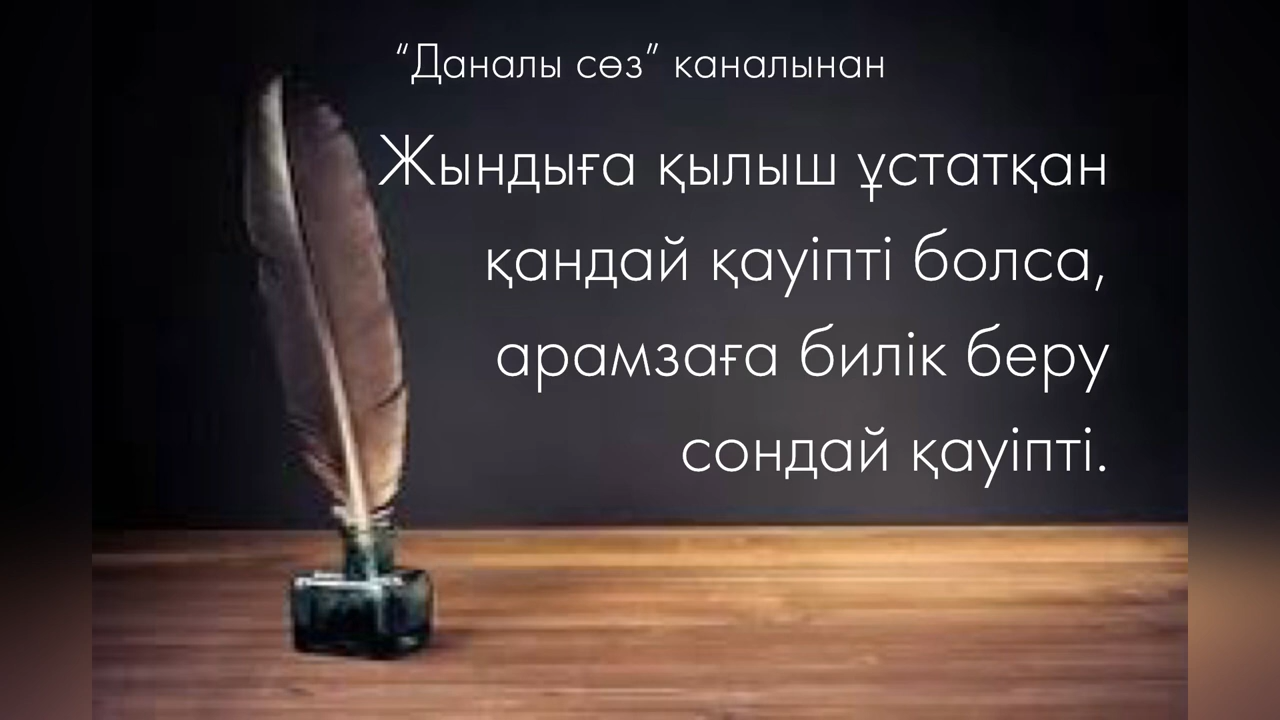 “Даналы сөз” каналынан
Жындыға қылыш ұстатқан
қандай қауіпті болса,
арамзаға билік беру
сондай қауіпті.